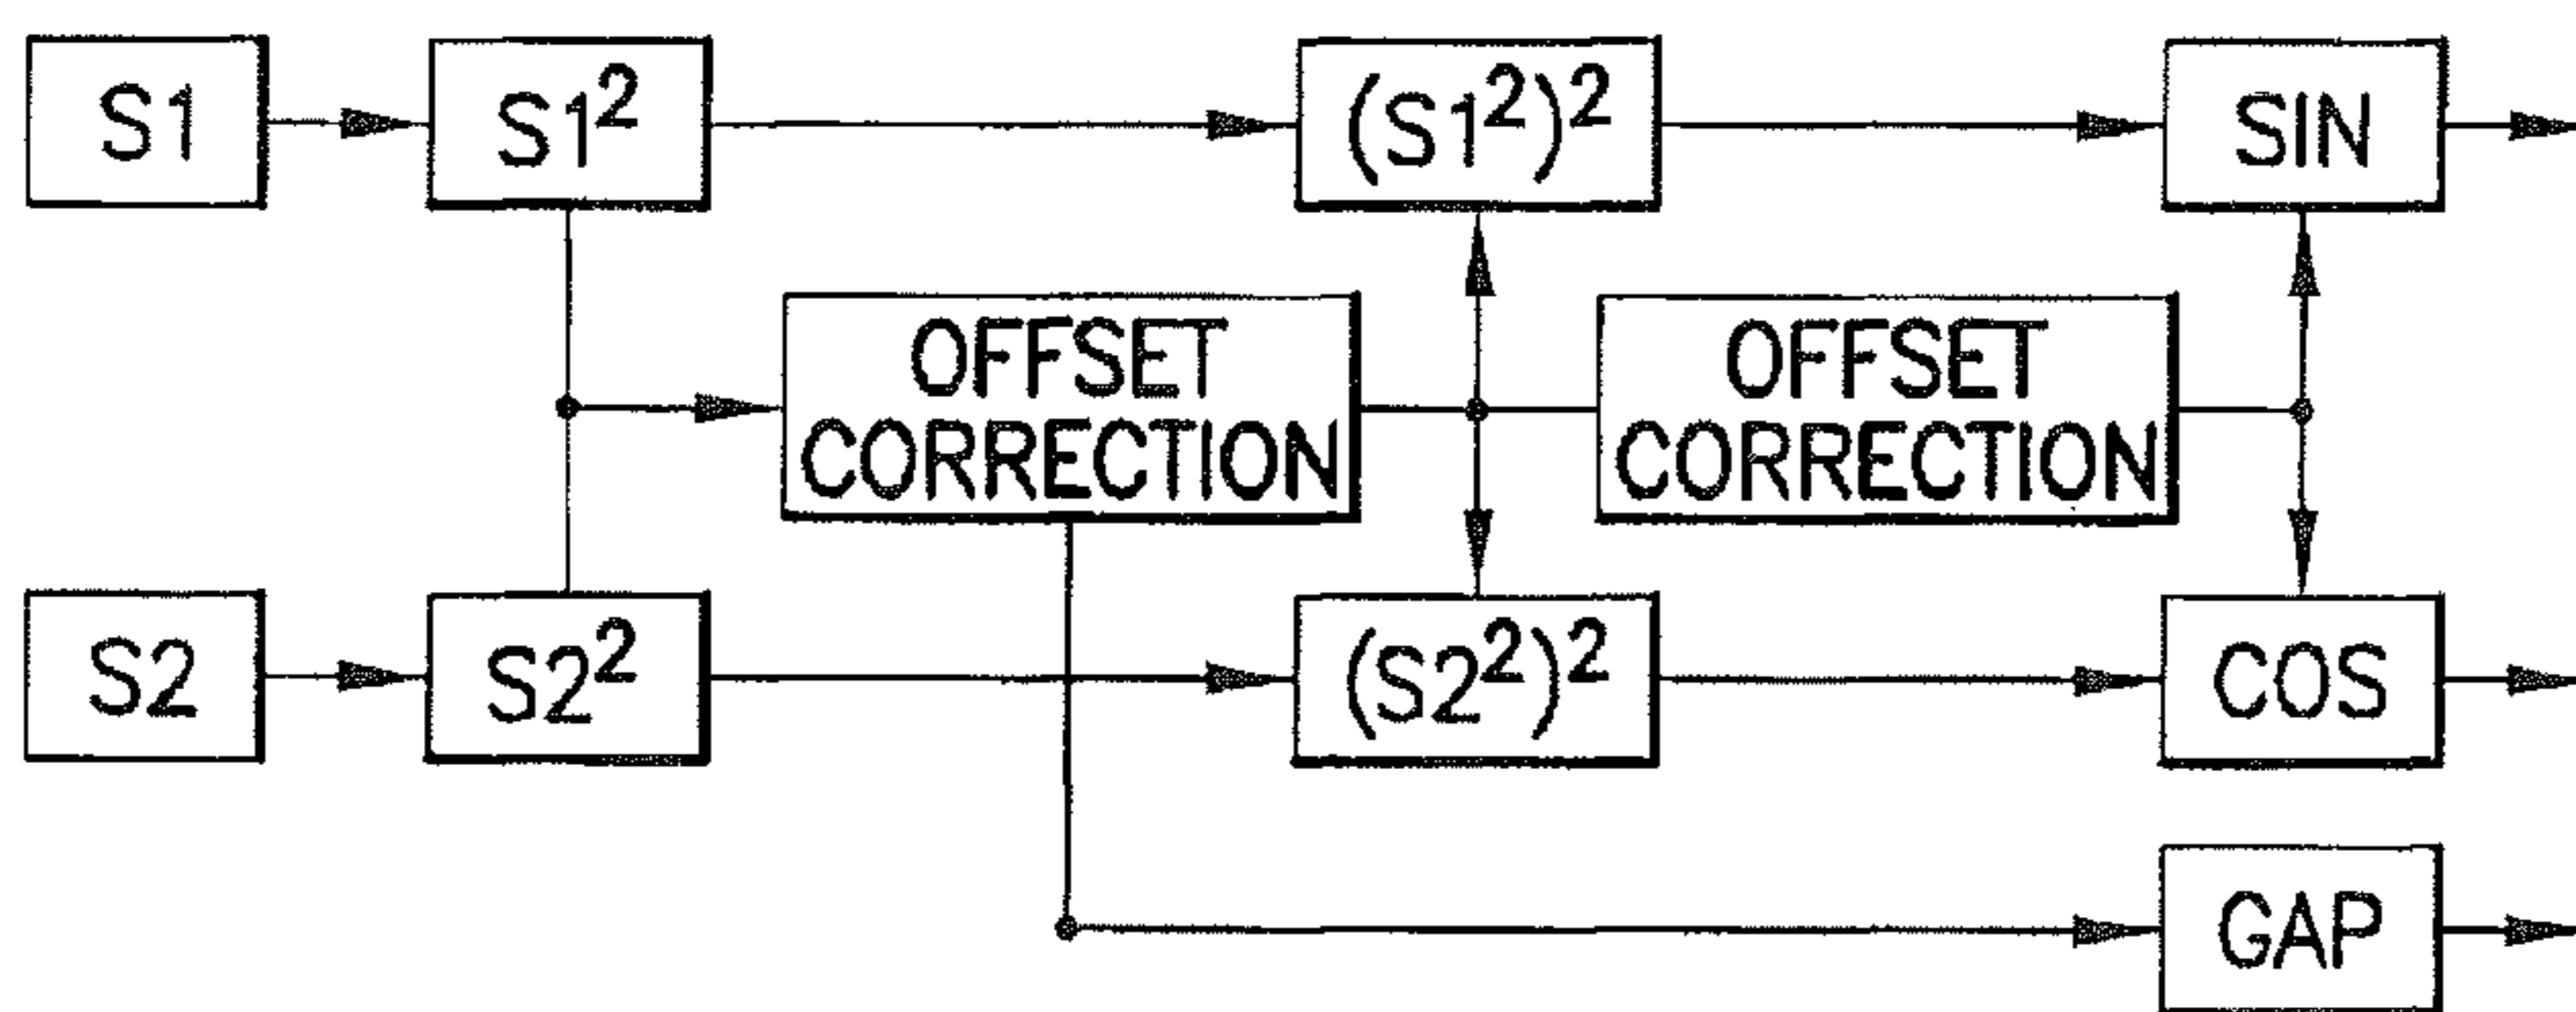 S1
S1²
(S1²)²
SIN
OFFSET
CORRECTION
OFFSET
CORRECTION
S2
S2²
(S2²)²
COS
GAP